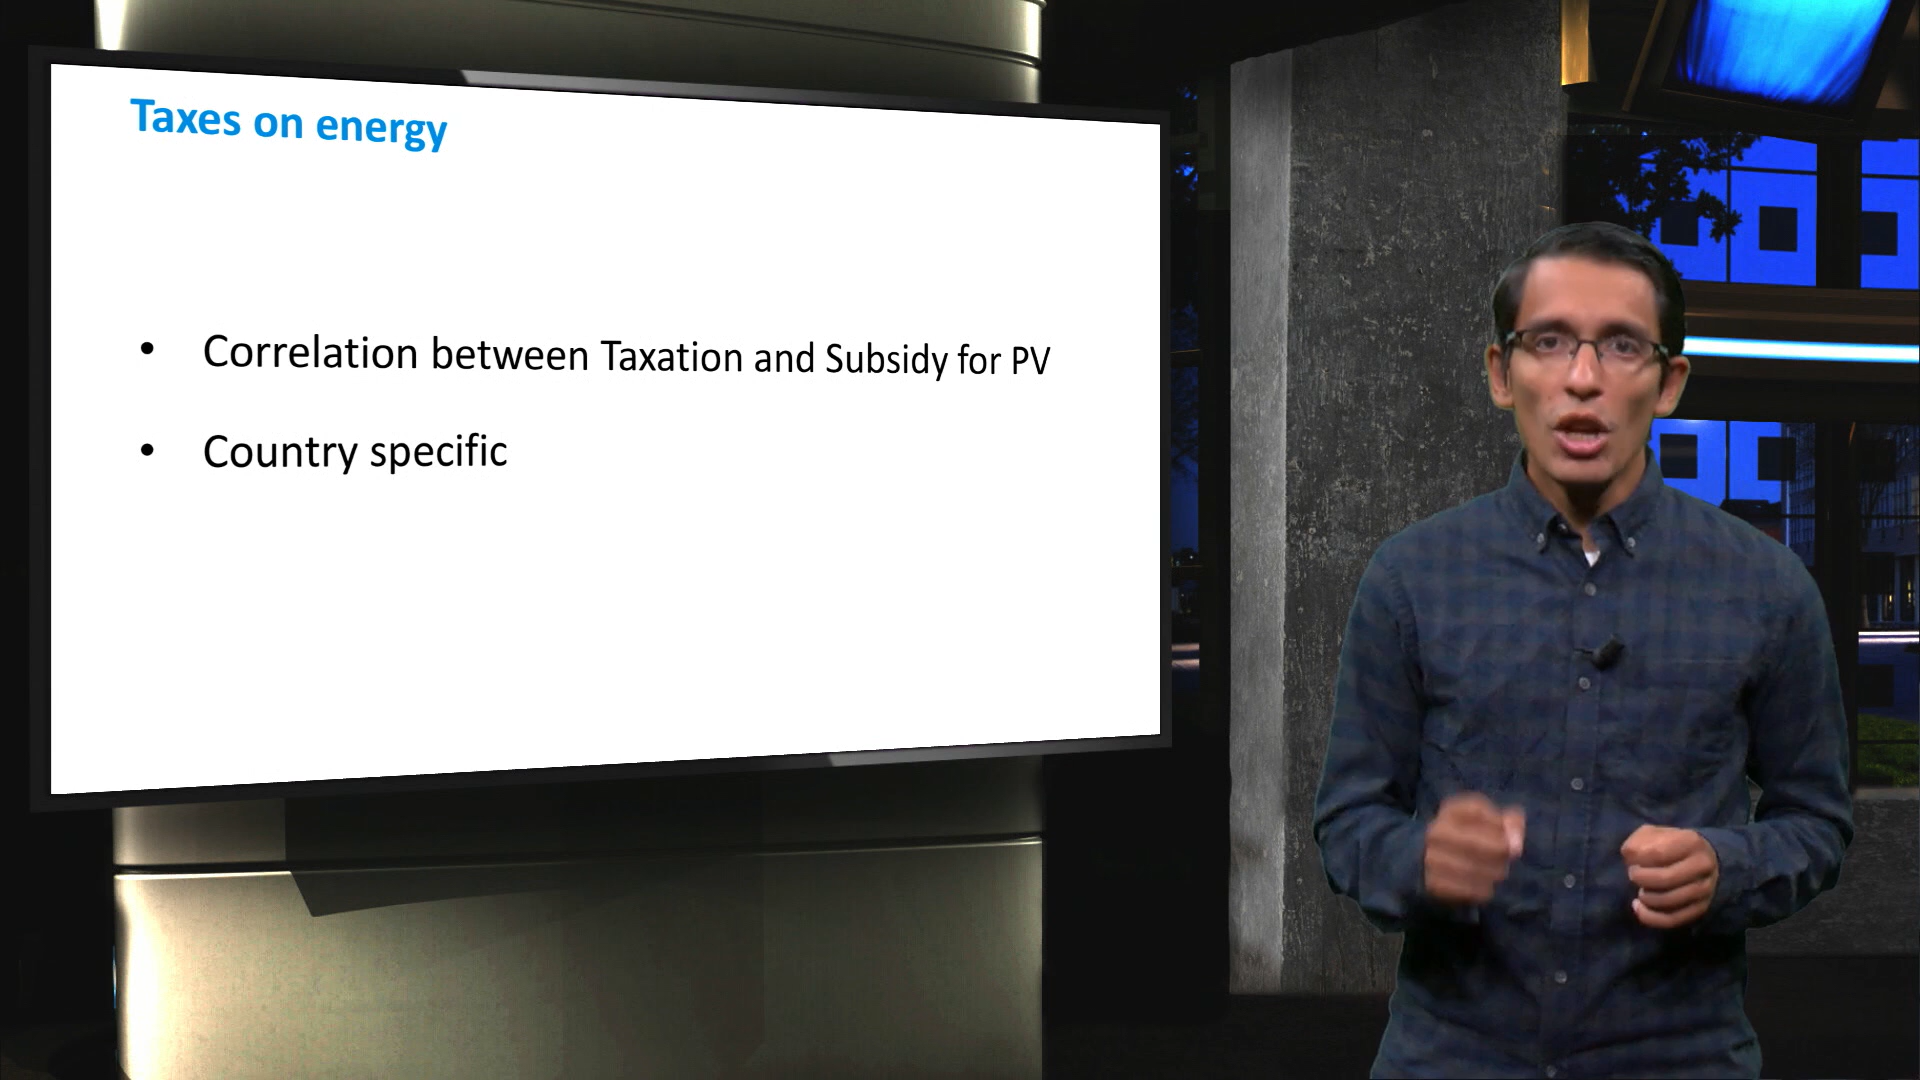 Taxes on energy
• Correlation between Taxation and Subsidy for PV
• Country specific